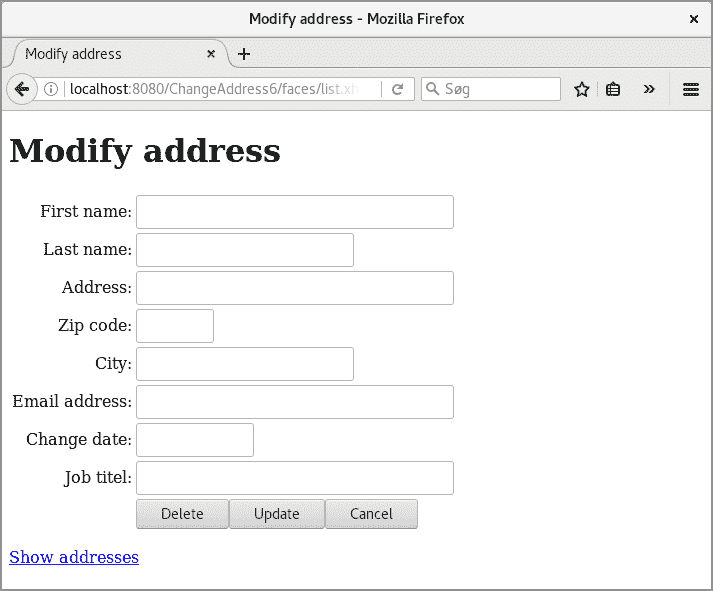 Modify address - Mozilla Firefox
Modify address
localhost:8080/ChangeAddress6/faces/list.xh
Søg
Modify address
First name:
Last name:
Address:
Zip code:
City:
Email address:
Change date:
Job titel:
Delete Update Cancel
Show addresses